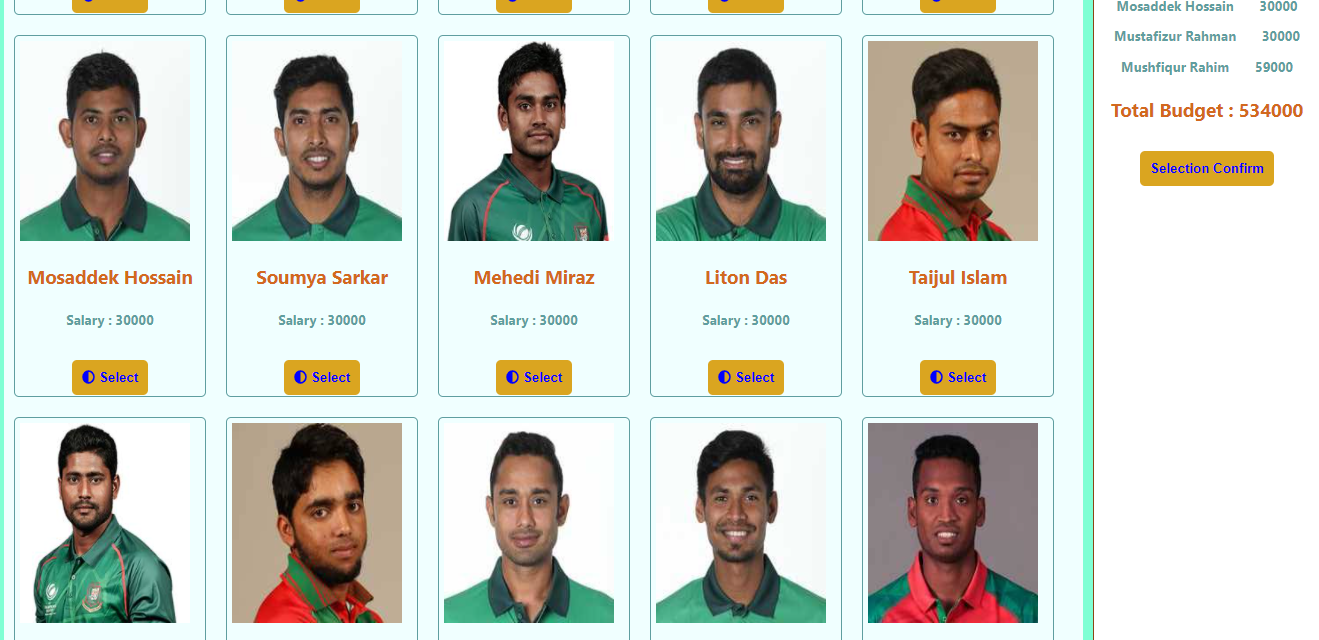 Mosaddek Hossain 30000
Mustafizur Rahman 30000
Mushfiqur Rahim 59000
Total Budget : 534000
Selection Confirm
Mosaddek Hossain
Salary : 30000
Select
Soumya Sarkar
Salary : 30000
Select
Mehedi Miraz
Salary : 30000
Select
Liton Das
Salary : 30000
Select
Taijul Islam
Salary : 30000
Select